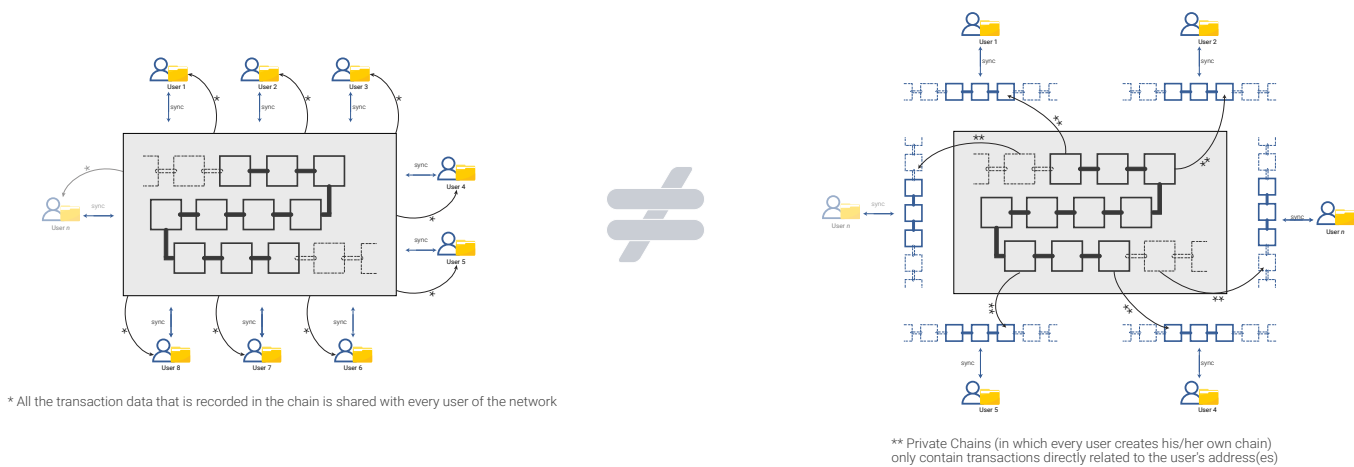 User 1
User 2
User 3
sync
sync
sync
*
*
*
*
sync
User n
sync
User 4
*
sync
User 5
*
sync
sync
sync
*
*
*
User 8
User 7
User 6
* All the transaction data that is recorded in the chain is shared with every user of the network
≠
User 1
User 2
sync
sync
**
**
**
sync
User n
sync
User n
**
**
**
sync
sync
User 5
User 4
** Private Chains (in which every user creates his/her own chain)
only contain transactions directly related to the user's address(es)